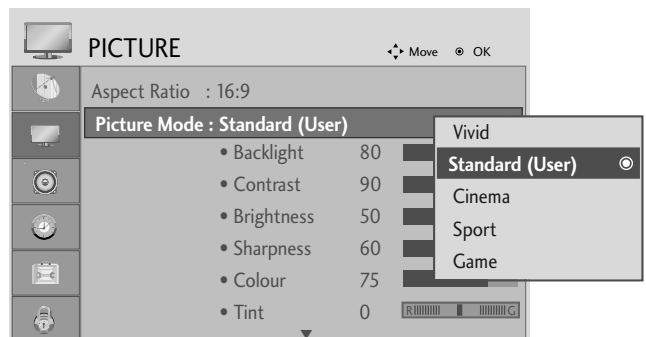 PICTURE Move OK
Aspect Ratio : 16:9
Picture Mode : Standard (User)
• Backlight 80
• Contrast 90
• Brightness 50
• Sharpness 60
• Colour 75
• Tint 0 R G
Vivid
Standard (User)
Cinema
Sport
Game